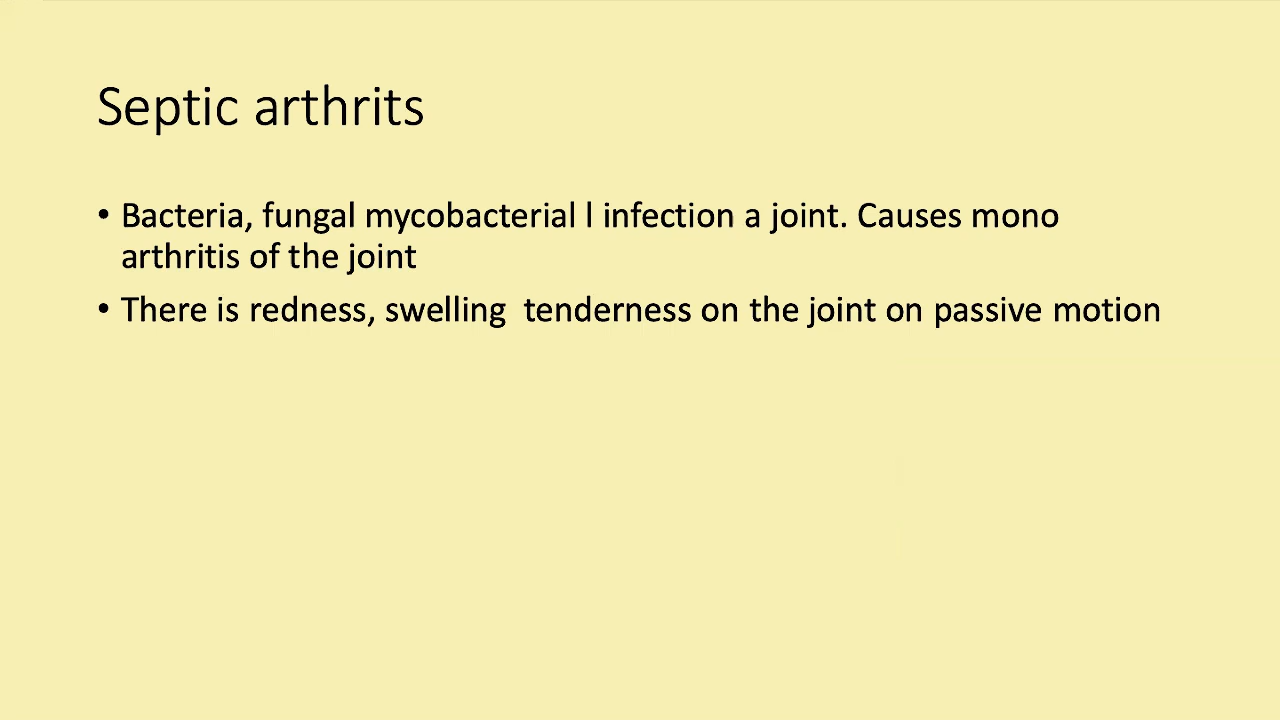 Septic arthrits
• Bacteria, fungal mycobacterial l infection a joint. Causes mono
arthritis of the joint
• There is redness, swelling  tenderness on the joint on passive motion